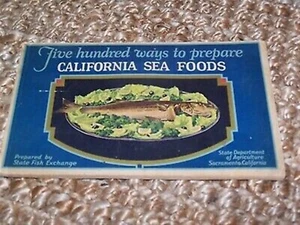 Five hundred ways to prepare
CALIFORNIA SEA FOODS
Prepared by
State Fish Exchange
State Department
of Agriculture
Sacramento, California